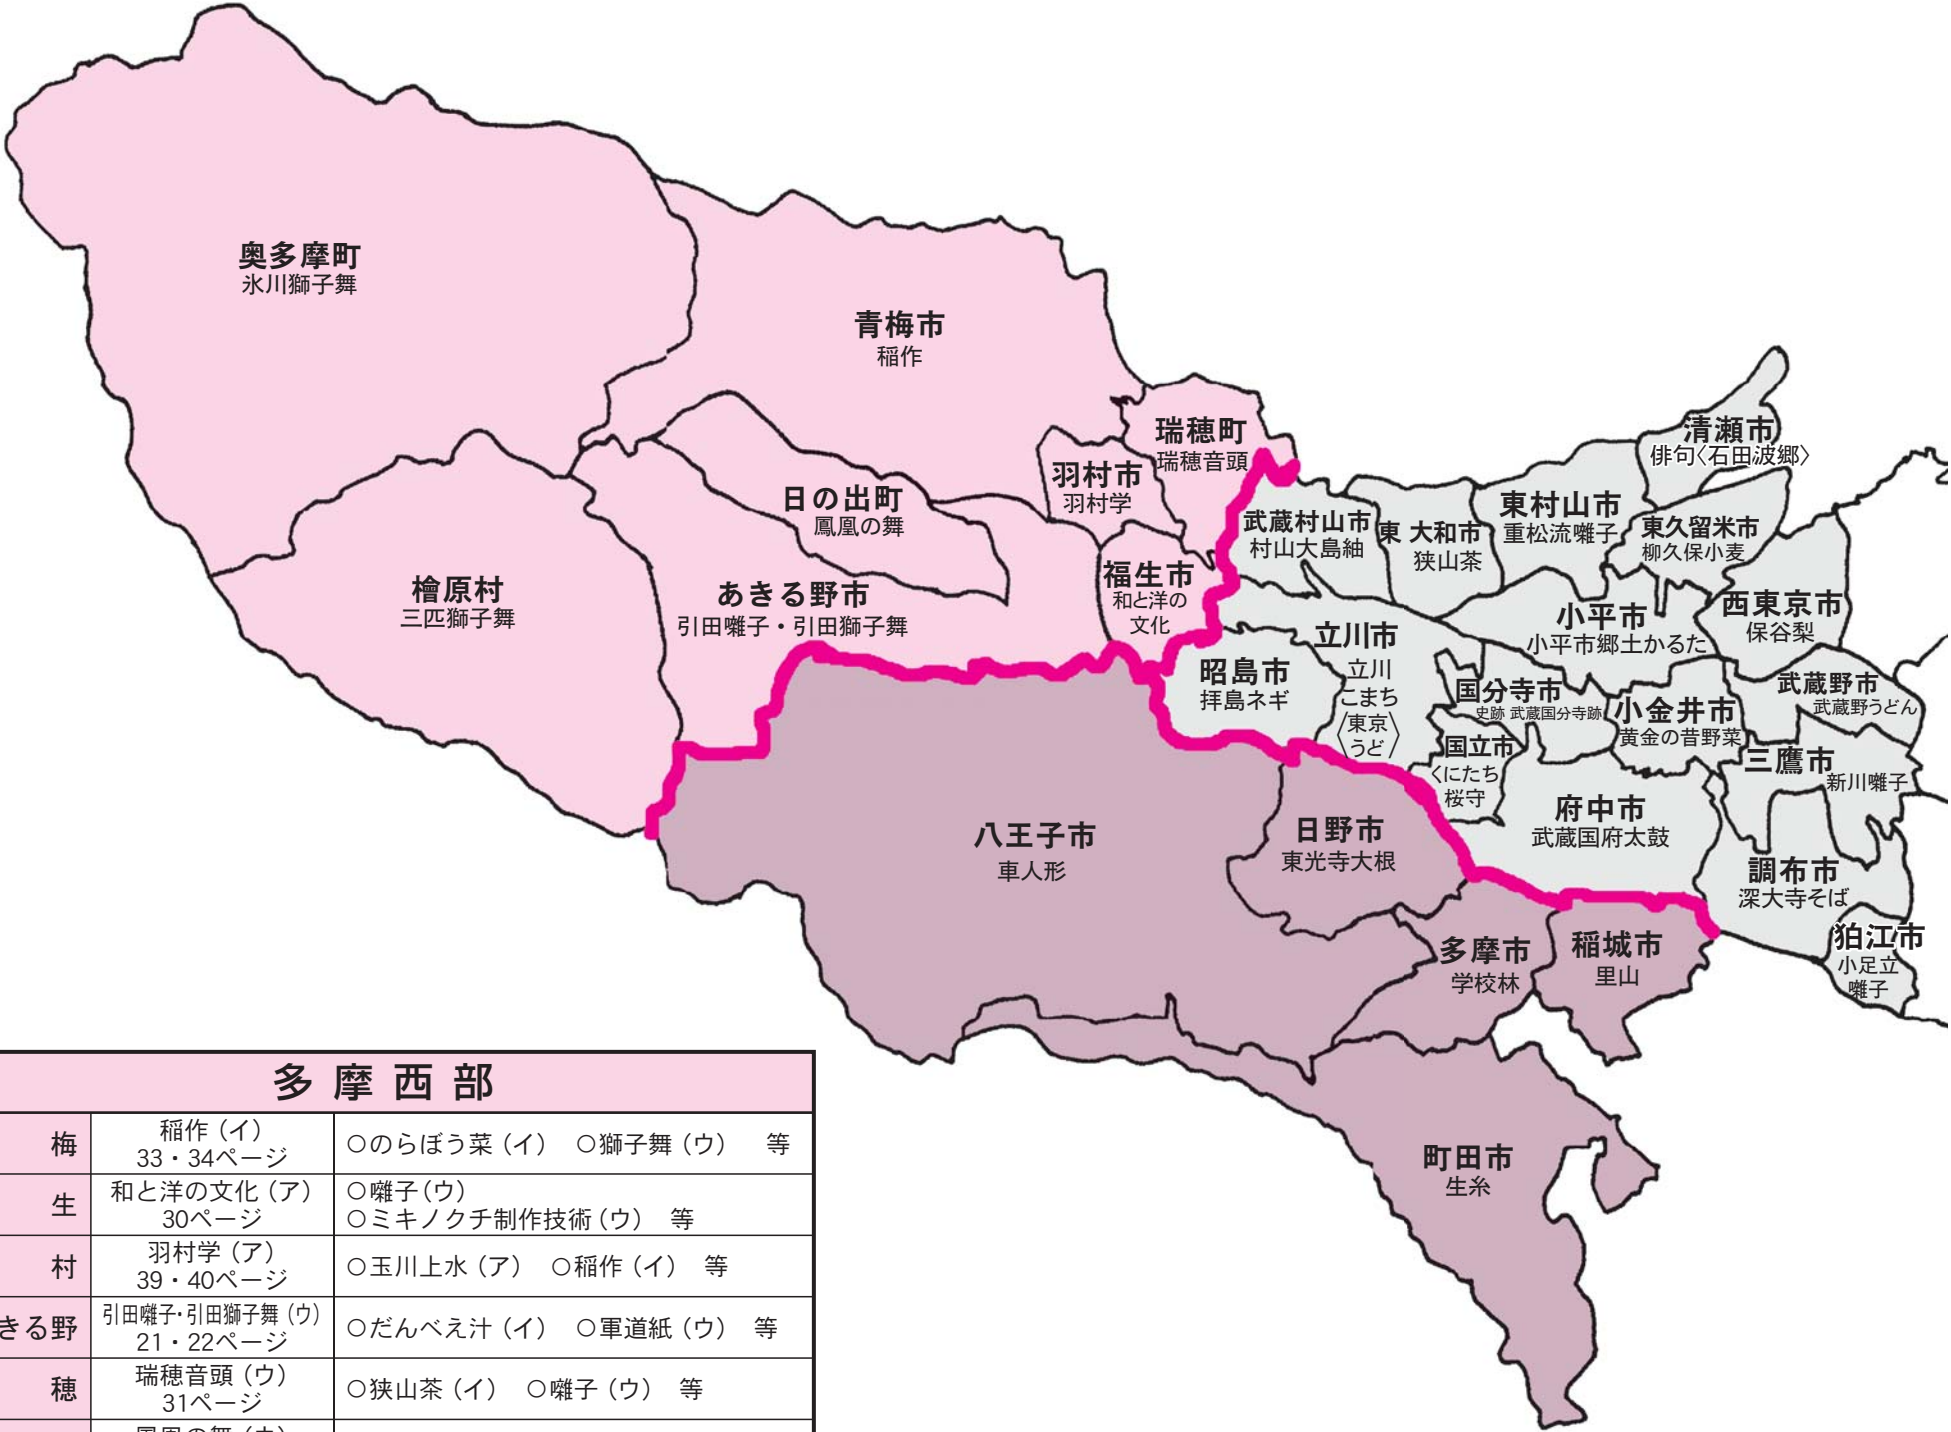 奥多摩町
氷川獅子舞
青梅市
稲作
瑞穂町
瑞穂音頭
羽村市
羽村学
日の出町
鳳凰の舞
福生市
和と洋の
文化
檜原村
三匹獅子舞
あきる野市
引田囃子・引田獅子舞
清瀬市
俳句〈石田波郷〉
武蔵村山市
村山大島紬
東大和市
狭山茶
東村山市
重松流囃子
東久留米市
柳久保小麦
西東京市
保谷梨
小平市
小平市郷土かるた
立川市
立川
こまち
〈東京
うど〉
昭島市
拝島ネギ
国分寺市
史跡 武蔵国分寺跡
小金井市
黄金の昔野菜
武蔵野市
武蔵野うどん
国立市
くにたち
桜守
三鷹市
新川囃子
府中市
武蔵国府太鼓
調布市
深大寺そば
狛江市
小足立
囃子
八王子市
車人形
日野市
東光寺大根
多摩市
学校林
稲城市
里山
町田市
生糸
多摩西部
梅
稲作(イ)
33・34ページ
○のらぼう菜(イ) ○獅子舞(ウ) 等
生
和と洋の文化(ア)
30ページ
○囃子(ウ)
○ミキノクチ制作技術(ウ) 等
村
羽村学(ア)
39・40ページ
○玉川上水(ア) ○稲作(イ) 等
きる野
引田囃子・引田獅子舞(ウ)
21・22ページ
○だんべえ汁(イ) ○軍道紙(ウ) 等
穂
瑞穂音頭(ウ)
31ページ
○狭山茶(イ) ○囃子(ウ) 等